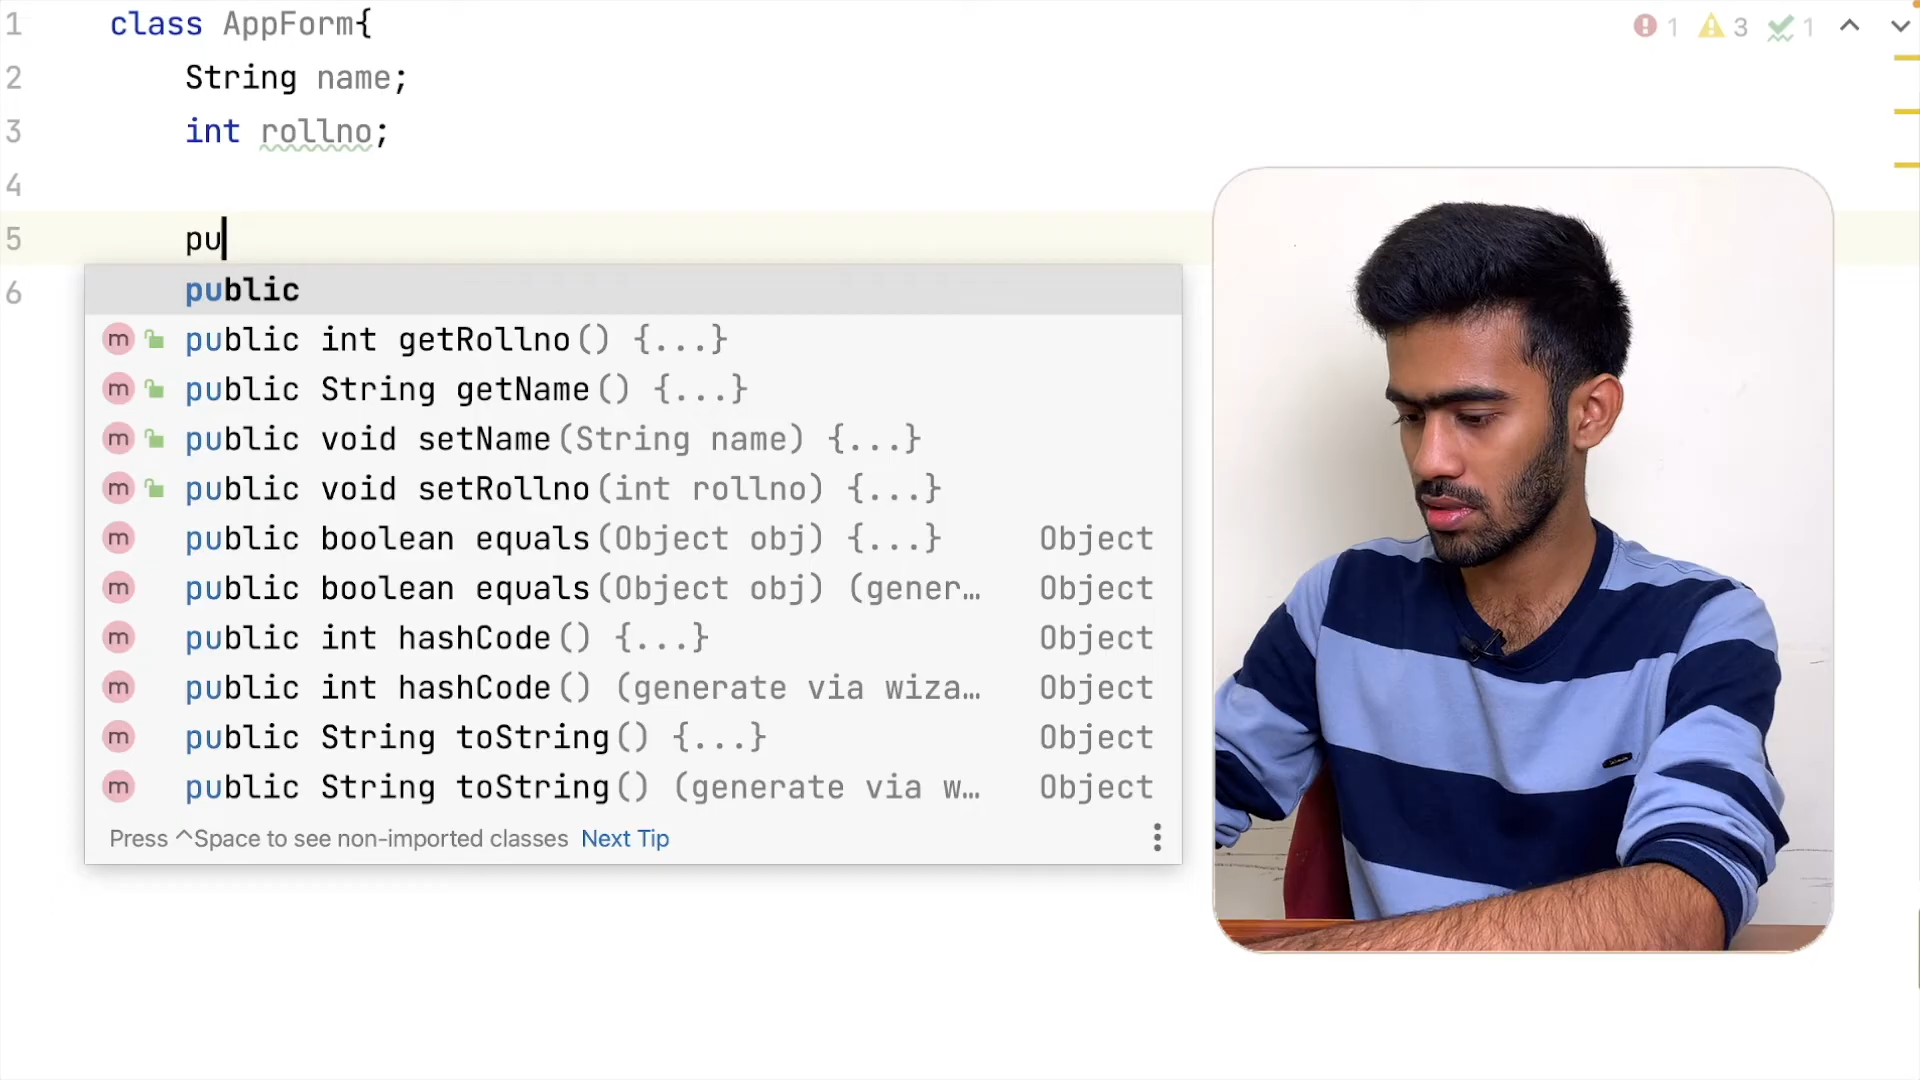 1 class AppForm{
1 3 1
2 String name;
3 int rollno;
4
5 pu
6
public
m public int getRollno() {...}
m public String getName() {...}
m public void setName(String name) {...}
m public void setRollno(int rollno) {...}
m public boolean equals(Object obj) {...} Object
m public boolean equals(Object obj) (gener… Object
m public int hashCode() {...} Object
m public int hashCode() (generate via wiza… Object
m public String toString() {...} Object
m public String toString() (generate via w… Object
Press ^Space to see non-imported classes Next Tip